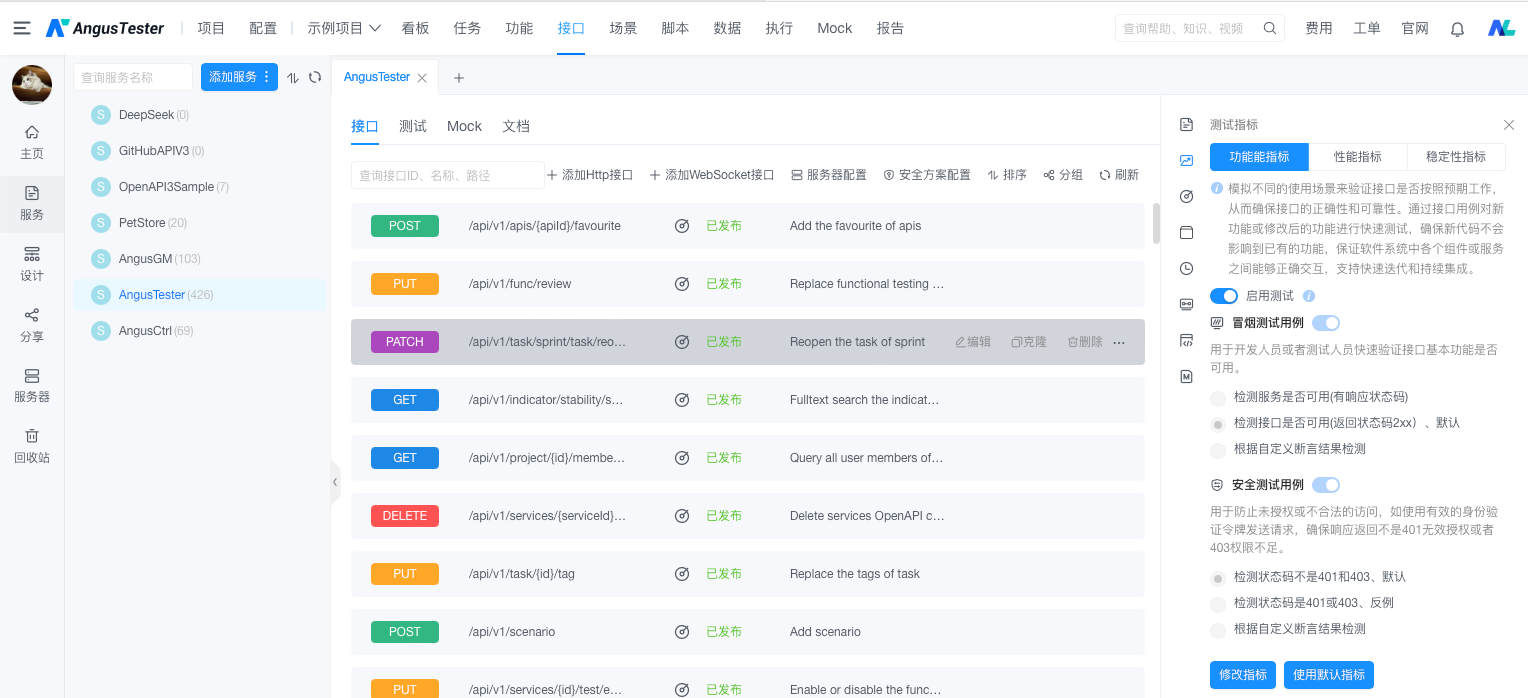 AngusTester 项目 配置 示例项目 看板 任务 功能 接口 场景 脚本 数据 执行 Mock 报告 查询帮助、知识、视频 费用 工单 官网
主页
服务
设计
分享
服务器
回收站
查询服务名称 添加服务
DeepSeek (0)
GitHubAPIV3 (0)
OpenAPI3Sample (7)
PetStore (20)
AngusGM (103)
AngusTester (426)
AngusCtrl (69)
AngusTester
接口 测试 Mock 文档
查询接口ID、名称、路径 添加Http接口 添加WebSocket接口 服务器配置 安全方案配置 排序 分组 刷新
POST /api/v1/apis/{apiId}/favourite 已发布 Add the favourite of apis
PUT /api/v1/func/review 已发布 Replace functional testing ...
PATCH /api/v1/task/sprint/task/reo... 已发布 Reopen the task of sprint 编辑 克隆 删除 ...
GET /api/v1/indicator/stability/s... 已发布 Fulltext search the indicat...
GET /api/v1/project/{id}/membe... 已发布 Query all user members of...
DELETE /api/v1/services/{serviceId}... 已发布 Delete services OpenAPI c...
PUT /api/v1/task/{id}/tag 已发布 Replace the tags of task
POST /api/v1/scenario 已发布 Add scenario
PUT /api/v1/services/{id}/test/e... 已发布 Enable or disable the func...
测试指标
功功能指标 性能指标 稳定性指标
模拟不同的使用场景来验证接口是否按照预期工作，
从而确保接口的正确性和可靠性。通过接口用例对新
功能或修改后的功能进行快速测试，确保新代码不会
影响到已有的功能，保证软件系统中各个组件或服务
之间能够正确交互，支持快速迭代和持续集成。
启用测试
冒烟测试用例
用于开发人员或者测试人员快速验证接口基本功能是否
可用。
检测服务是否可用(有响应状态码)
检测接口是否可用(返回状态码2xx）、默认
根据自定义断言结果检测
安全测试用例
用于防止未授权或不合法的访问，如使用有效的身份验
证令牌发送请求，确保响应返回不是401无效授权或者
403权限不足。
检测状态码不是401和403、默认
检测状态码是401或403、反例
根据自定义断言结果检测
修改指标 使用默认指标